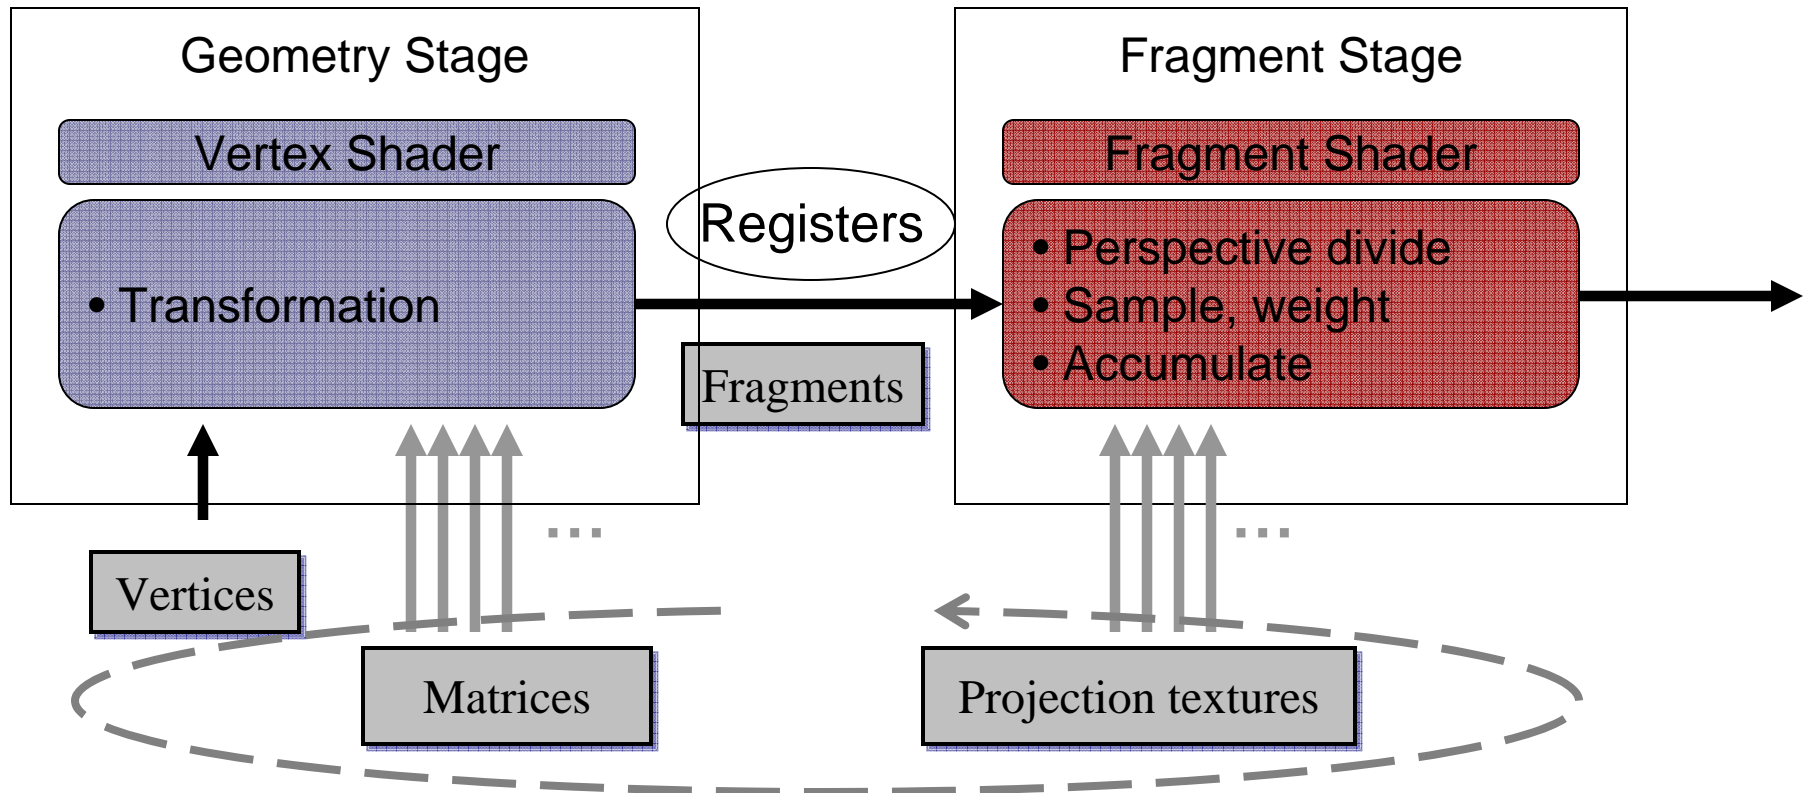 Geometry Stage
Vertex Shader
• Transformation
Registers
Fragments
Fragment Stage
Fragment Shader
• Perspective divide
• Sample, weight
• Accumulate
...
...
Vertices
Matrices
Projection textures